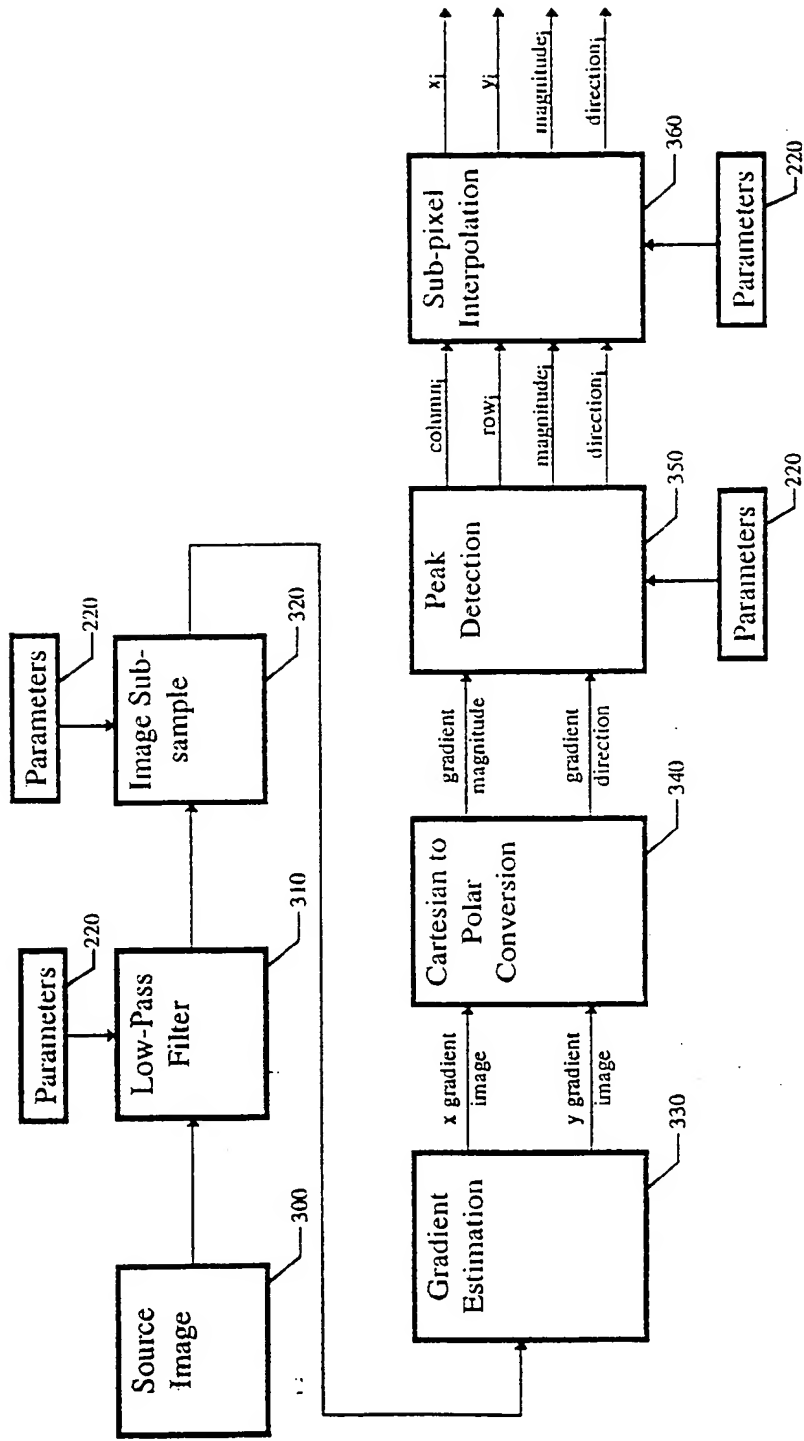 Parameters
220
Parameters
220
Source
Image
300
Low-Pass
Filter
310
Image Sub-
sample
320
Gradient
Estimation
330
x gradient
image
y gradient
image
Cartesian to
Polar
Conversion
340
gradient
magnitude
gradient
direction
Peak
Detection
350
Parameters
220
columnᵢ
rowᵢ
magnitudeᵢ
directionᵢ
Sub-pixel
Interpolation
360
Parameters
220
xᵢ
yᵢ
magnitudeᵢ
directionᵢ